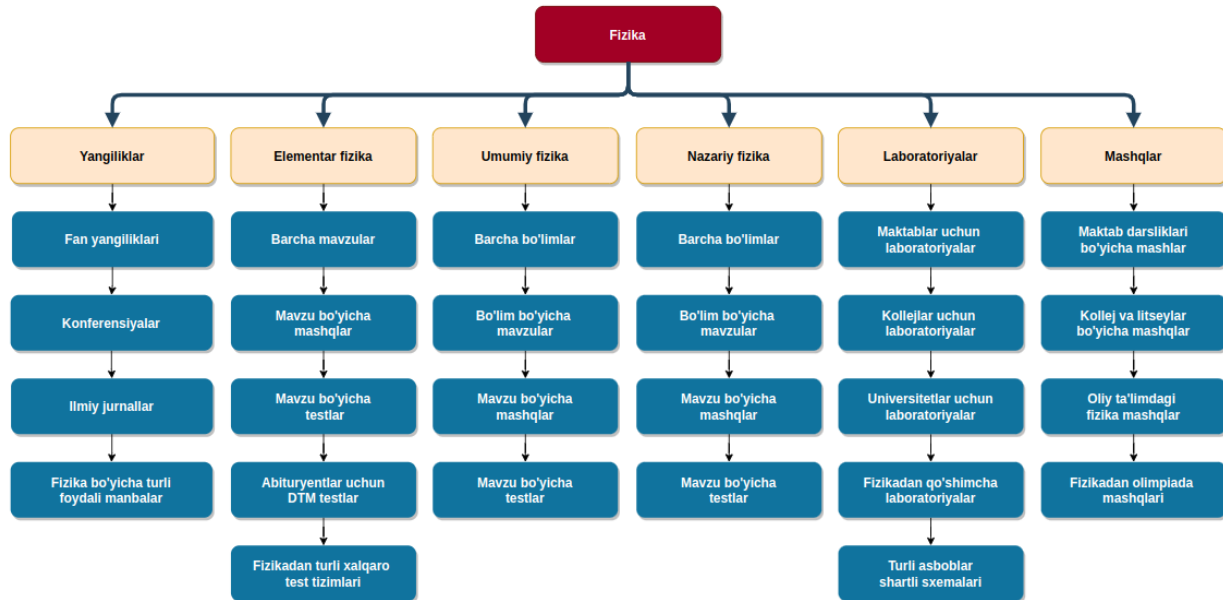 Fizika
Yangiliklar
Elementar fizika
Umumiy fizika
Nazariy fizika
Laboratoriyalar
Mashqlar
Fan yangiliklari
Barcha mavzular
Barcha bo'limlar
Barcha bo'limlar
Maktablar uchun
laboratoriyalar
Maktab darsliklari
bo'yicha mashlar
Konferensiyalar
Mavzu bo'yicha
mashqlar
Bo'lim bo'yicha
mavzular
Bo'lim bo'yicha
mavzular
Kollejlar uchun
laboratoriyalar
Kollej va litseylar
bo'yicha mashqlar
Ilmiy jurnallar
Mavzu bo'yicha
testlar
Mavzu bo'yicha
mashqlar
Mavzu bo'yicha
mashqlar
Universitetlar uchun
laboratoriyalar
Oliy ta'limdagi
fizika mashqlar
Fizika bo'yicha turli
foydali manbalar
Abituryentlar uchun
DTM testlar
Mavzu bo'yicha
testlar
Mavzu bo'yicha
testlar
Fizikadan qo'shimcha
laboratoriyalar
Fizikadan olimpiada
mashqlari
Fizikadan turli xalqaro
test tizimlari
Turli asboblar
shartli sxemalari